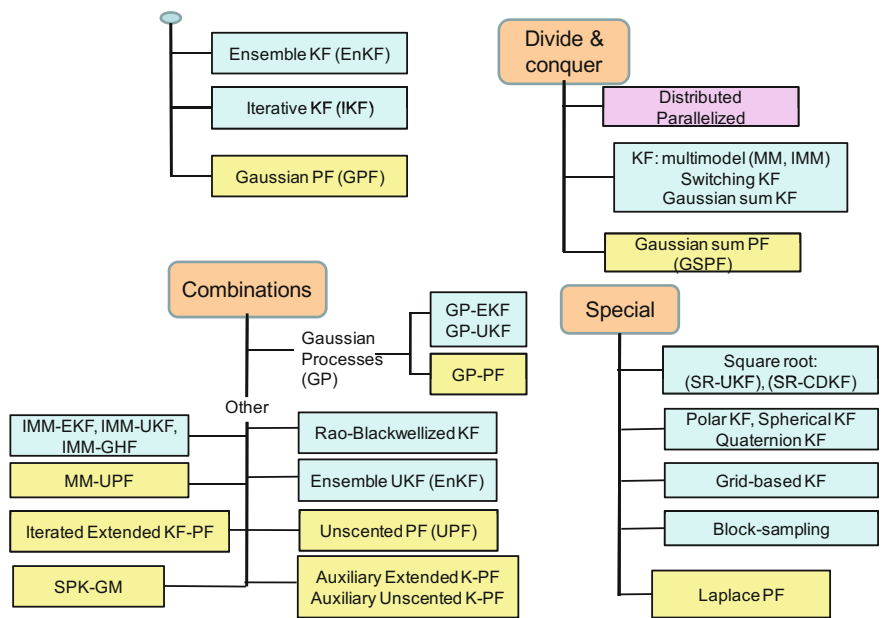 Ensemble KF (EnKF)
Iterative KF (IKF)
Gaussian PF (GPF)
Divide &
conquer
Distributed
Parallelized
KF: multimodel (MM, IMM)
Switching KF
Gaussian sum KF
Gaussian sum PF
(GSPF)
Combinations
Gaussian
Processes
(GP)
GP-EKF
GP-UKF
GP-PF
Other
IMM-EKF, IMM-UKF,
IMM-GHF
Rao-Blackwellized KF
MM-UPF
Ensemble UKF (EnKF)
Iterated Extended KF-PF
Unscented PF (UPF)
SPK-GM
Auxiliary Extended K-PF
Auxiliary Unscented K-PF
Special
Square root:
(SR-UKF), (SR-CDKF)
Polar KF, Spherical KF
Quaternion KF
Grid-based KF
Block-sampling
Laplace PF